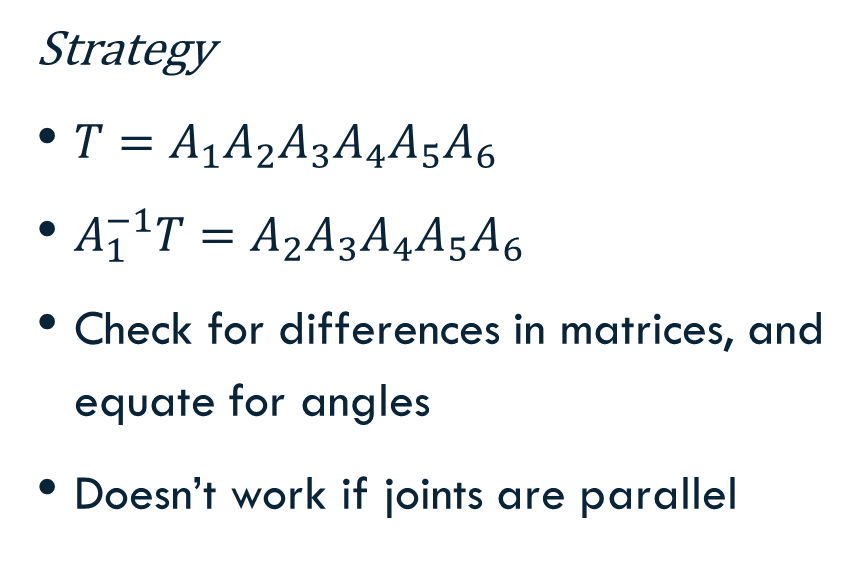 Strategy
• T = A₁A₂A₃A₄A₅A₆
• A₁⁻¹T = A₂A₃A₄A₅A₆
• Check for differences in matrices, and
equate for angles
• Doesn’t work if joints are parallel